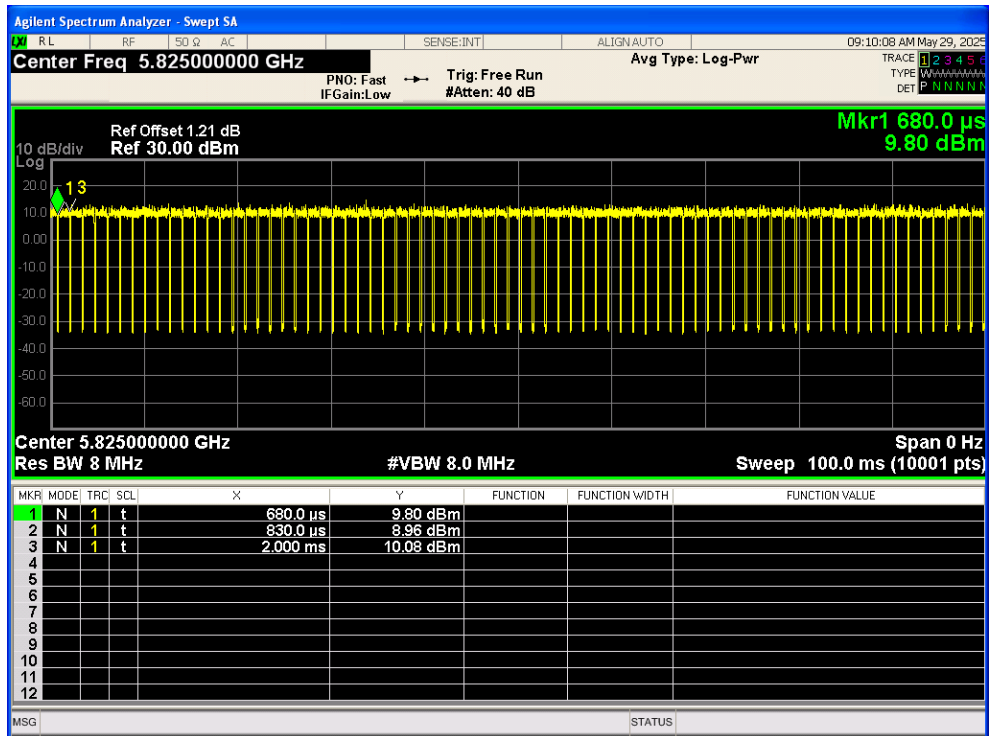 Agilent Spectrum Analyzer - Swept SA
LXI RL RF 50 Ω AC SENSE:INT ALIGNAUTO 09:10:08 AM May 29, 2025
Center Freq 5.825000000 GHz Avg Type: Log-Pwr TRACE 1 2 3 4 5 6
PNO: Fast Trig: Free Run TYPE W
IFGain:Low #Atten: 40 dB DET P N N N N N
Mkr1 680.0 µs
Ref Offset 1.21 dB
10 dB/div Ref 30.00 dBm 9.80 dBm
Log
20.0
1 3
10.0
0.00
-10.0
-20.0
-30.0
-40.0
-50.0
-60.0
Center 5.825000000 GHz Span 0 Hz
Res BW 8 MHz #VBW 8.0 MHz Sweep 100.0 ms (10001 pts)
MKR MODE TRC SCL X Y FUNCTION FUNCTION WIDTH FUNCTION VALUE
1 N 1 t 680.0 µs 9.80 dBm
2 N 1 t 830.0 µs 8.96 dBm
3 N 1 t 2.000 ms 10.08 dBm
4
5
6
7
8
9
10
11
12
MSG STATUS